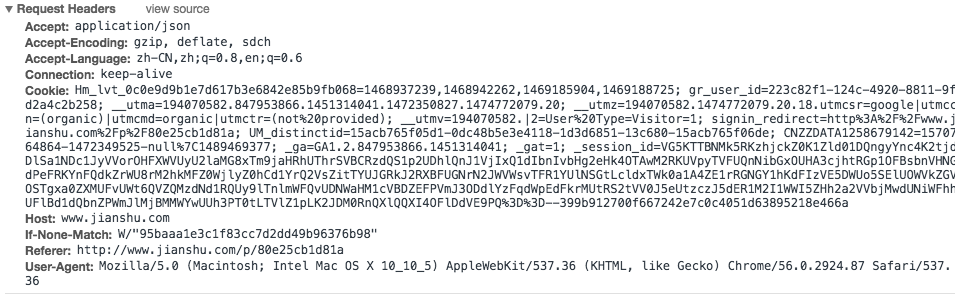 ▼ Request Headers view source
Accept: application/json
Accept-Encoding: gzip, deflate, sdch
Accept-Language: zh-CN,zh;q=0.8,en;q=0.6
Connection: keep-alive
Cookie: Hm_lvt_0c0e9d9b1e7d617b3e6842e85d9b9fb068=1468937239,1468942262,1469185904,1469188725; gr_user_id=223c82f1-124c-4920-8811-9f
d2a4c2b258; __utma=194070582.847953866.1451314041.1472350827.1474772079.20; __utmz=194070582.1474772079.20.18.utmcsr=google|utmcc
n=(organic)|utmcmd=organic|utmctr=(not%20provided); __utmv=194070582.|2=User%20Type=Visitor=1; signin_redirect=http%3A%2F%2Fwww.j
ianshu.com%2Fp%2F80e25cb1d81a; UM_distinctid=15acb765f05d1-0dc48b5e3e4118-1d3d6851-13c680-15acb765f06de; CNZZDATA1258679142=15707
64864-1472349525-null%7C1489469377; _ga=GA1.2.847953866.1451314041; _gat=1; _session_id=VG5KTTBNMk5RKzhjckZ0K1Zld01DQngyYnc4K2tjd
DlSa1NDc1JyVVorOHFXWVUyU2laMG8xTm9jaHRhUThrSVBCRzdQS1p2UDhlQnJ1VjIxQ1dIbnIvbHg2eHk4OTAwM2RKUVpyTVFUQnNibGxOUHA3cjhtRGp1OFBsbnVHNG
dPeFRKYnFQdkZrWU8rM2hkMFZ0WjlyZ0hCd1YrQ2VsZitTYUJGRkJ2RXBFUGNrN2JWVWsvTFR1YUlNSGtLcldxTWk0a1A4ZE1rRGNGY1hKdFIzVE5DWUo5SElUOWVkZGV
OSTgxa0ZXMUFvUWt6QVZQMzdNd1RQUy9lTnlmWFQvUDNWaHM1cVBDZEFPVmJ3ODdlYzFqdWpEdFkrMUtRS2tVV0J5eUtzczJ5dER1M2I1WWI5ZHh2a2VVbjMwdUNiWFhh
UFlBd1dQbnZPWmJlMjBMMWYwUUh3PT0tLTVlZ1pLK2JDM0RnQXlQQXI4OFlDdVE9PQ%3D%3D--399b912700f667242e7c0c4051d63895218e466a
Host: www.jianshu.com
If-None-Match: W/"95baaa1e3c1f83cc7d2dd49b96376b98"
Referer: http://www.jianshu.com/p/80e25cb1d81a
User-Agent: Mozilla/5.0 (Macintosh; Intel Mac OS X 10_10_5) AppleWebKit/537.36 (KHTML, like Gecko) Chrome/56.0.2924.87 Safari/537.
36